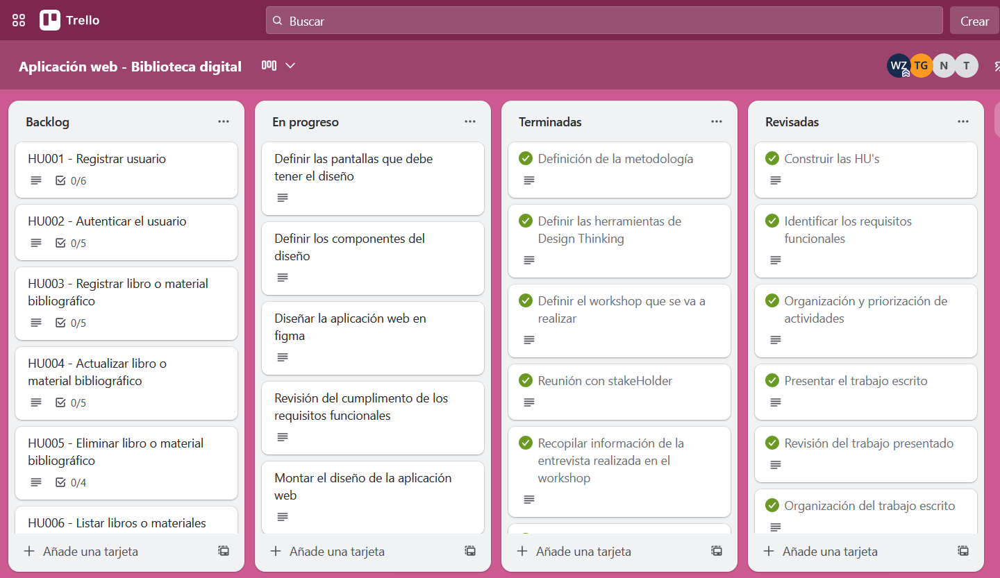 Trello
Buscar
Crear
Aplicación web - Biblioteca digital
WZ
TG
N
T
Backlog
HU001 - Registrar usuario
0/6
HU002 - Autenticar el usuario
0/5
HU003 - Registrar libro o material
bibliográfico
0/5
HU004 - Actualizar libro o
material bibliográfico
0/5
HU005 - Eliminar libro o material
bibliográfico
0/4
HU006 - Listar libros o materiales
Añade una tarjeta
En progreso
Definir las pantallas que debe
tener el diseño
Definir los componentes del
diseño
Diseñar la aplicación web en
figma
Revisión del cumplimento de los
requisitos funcionales
Montar el diseño de la aplicación
web
Añade una tarjeta
Terminadas
Definición de la metodología
Definir las herramientas de
Design Thinking
Definir el workshop que se va a
realizar
Reunión con stakeHolder
Recopilar información de la
entrevista realizada en el
workshop
Añade una tarjeta
Revisadas
Construir las HU's
Identificar los requisitos
funcionales
Organización y priorización de
actividades
Presentar el trabajo escrito
Revisión del trabajo presentado
Organización del trabajo escrito
Añade una tarjeta